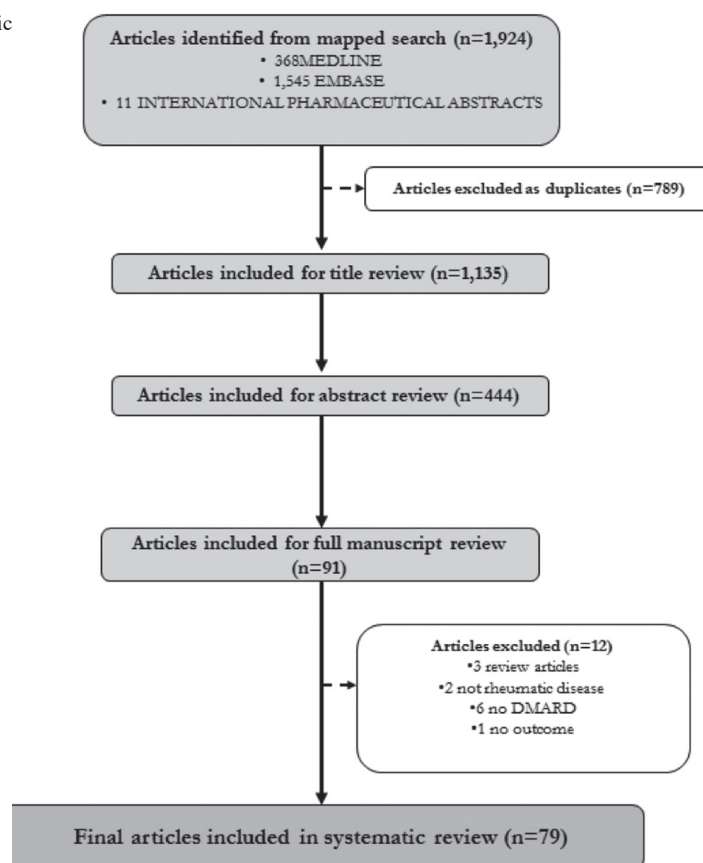 ic
Articles identified from mapped search (n=1,924)
• 368MEDLINE
• 1,545 EMBASE
• 11 INTERNATIONAL PHARMACEUTICAL ABSTRACTS
Articles excluded as duplicates (n=789)
Articles included for title review (n=1,135)
Articles included for abstract review (n=444)
Articles included for full manuscript review
(n=91)
Articles excluded (n=12)
•3 review articles
•2 not rheumatic disease
•6 no DMARD
•1 no outcome
Final articles included in systematic review (n=79)